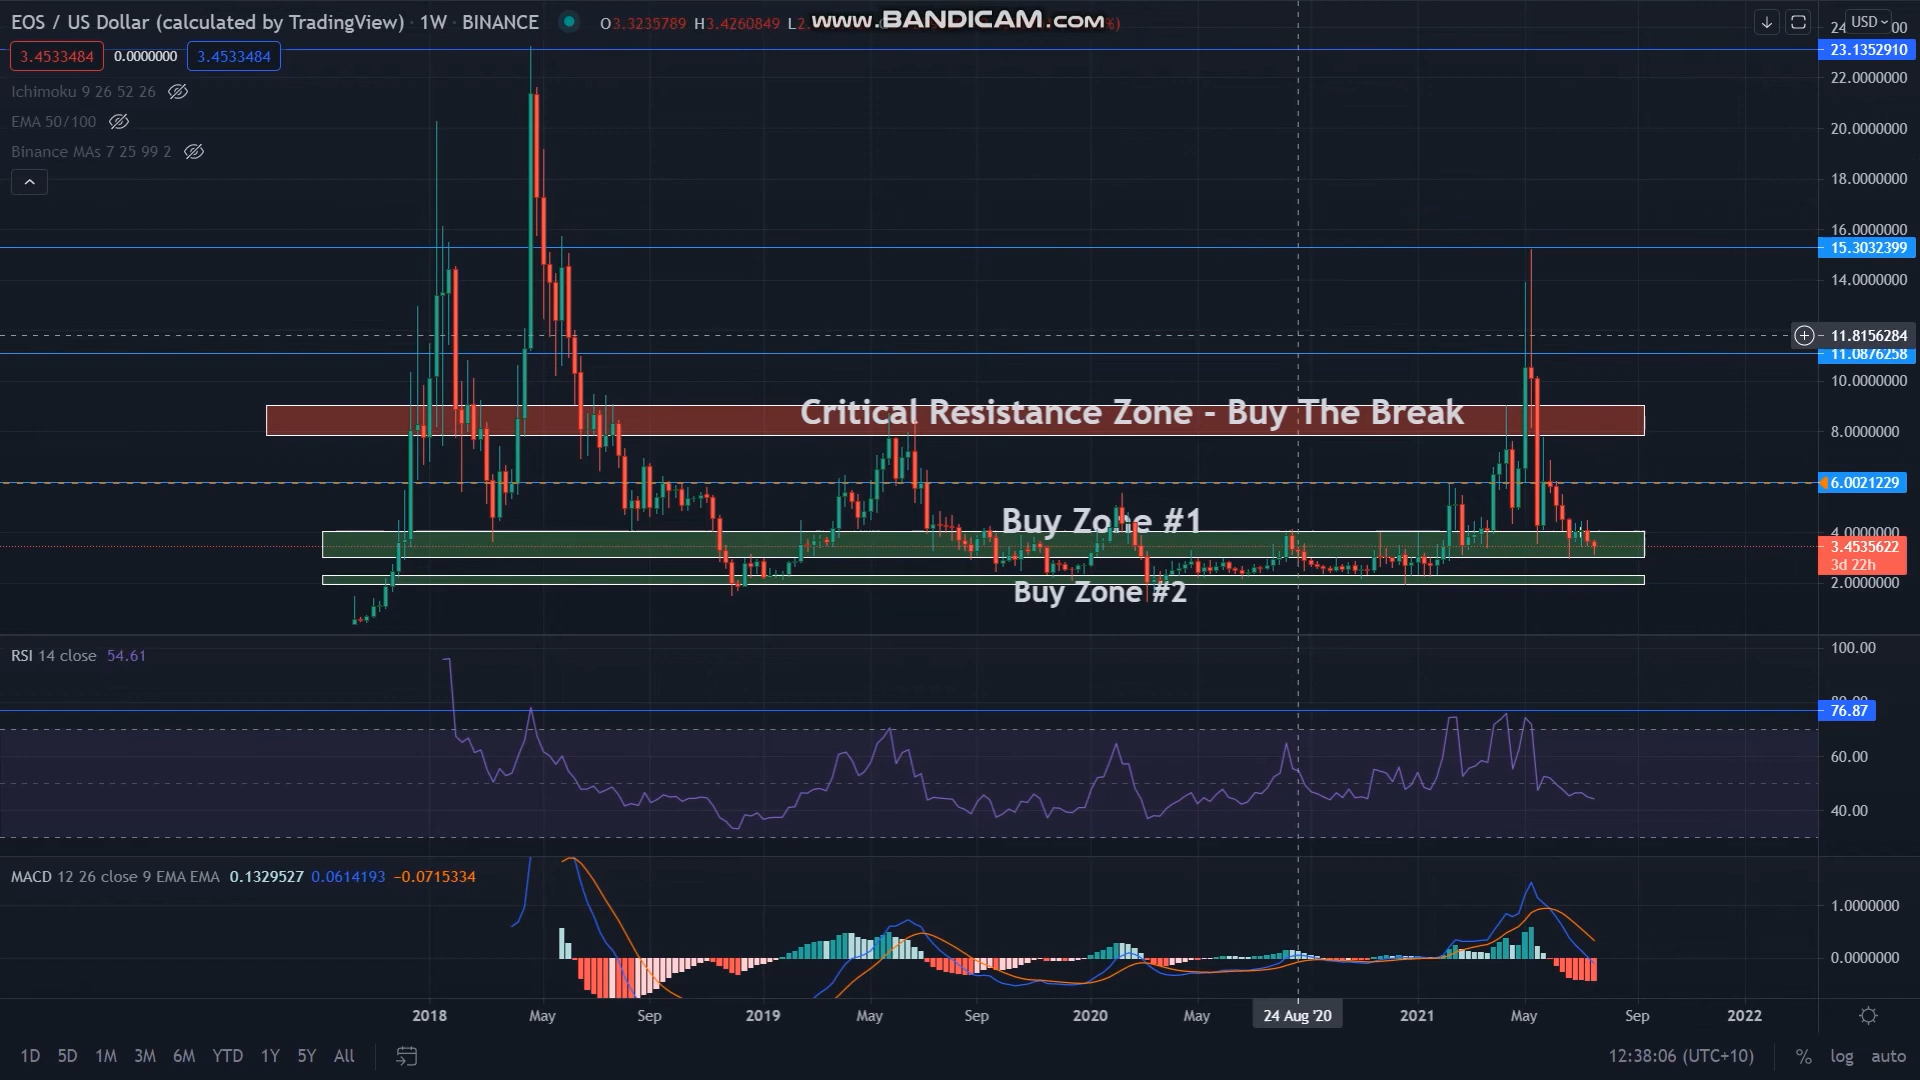 EOS / US Dollar (calculated by TradingView) · 1W · BINANCE
O3.3235789 H3.4260849 L2.
www.BANDICAM.com
3.4533484 0.0000000 3.4533484
Ichimoku 9 26 52 26
EMA 50/100
Binance MAs 7 25 99 2
USD
23.1352910
22.0000000
20.0000000
18.0000000
16.0000000
15.3032399
14.0000000
11.8156284
11.0876258
10.0000000
8.0000000
6.0021229
4.0000000
3.4535622
3d 22h
2.0000000
Critical Resistance Zone - Buy The Break
Buy Zone #1
Buy Zone #2
RSI 14 close 54.61
100.00
80.00
76.87
60.00
40.00
MACD 12 26 close 9 EMA EMA 0.1329527 0.0614193 −0.0715334
1.0000000
0.0000000
2018 May Sep 2019 May Sep 2020 May 24 Aug '20 2021 May Sep 2022
1D 5D 1M 3M 6M YTD 1Y 5Y All
12:38:06 (UTC+10) % log auto